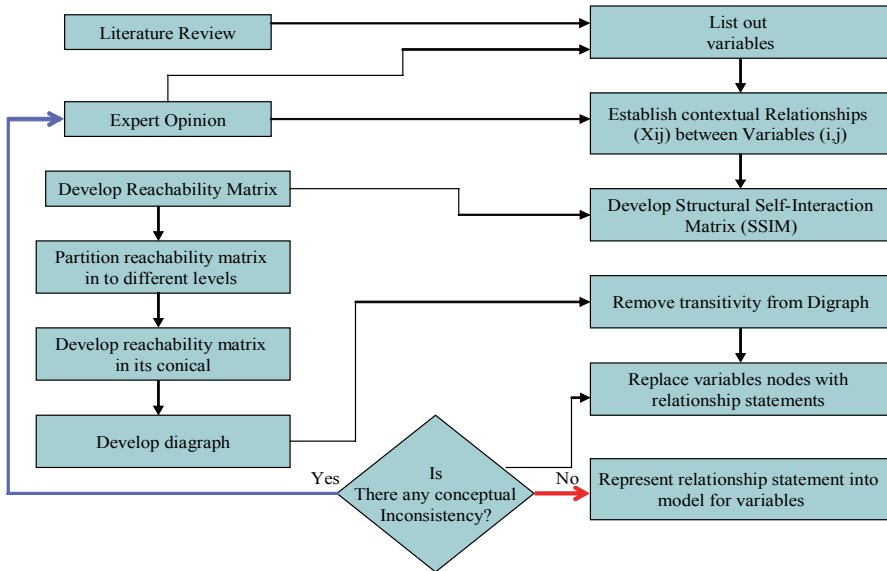 Literature Review
List out
variables
Expert Opinion
Establish contextual Relationships
(Xij) between Variables (i,j)
Develop Reachability Matrix
Develop Structural Self-Interaction
Matrix (SSIM)
Partition reachability matrix
in to different levels
Remove transitivity from Digraph
Develop reachability matrix
in its conical
Replace variables nodes with
relationship statements
Develop diagraph
Yes
Is
There any conceptual
Inconsistency?
No
Represent relationship statement into
model for variables